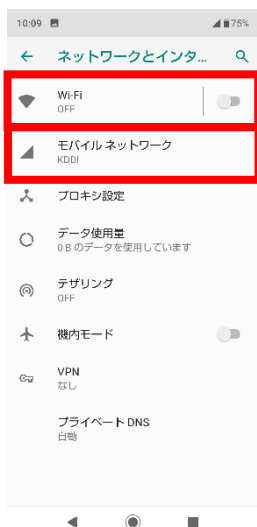 10:09 75%
ネットワークとインタ...
Wi-Fi
OFF
モバイル ネットワーク
KDDI
プロキシ設定
データ使用量
0 B のデータを使用しています
テザリング
OFF
機内モード
VPN
なし
プライベート DNS
自動